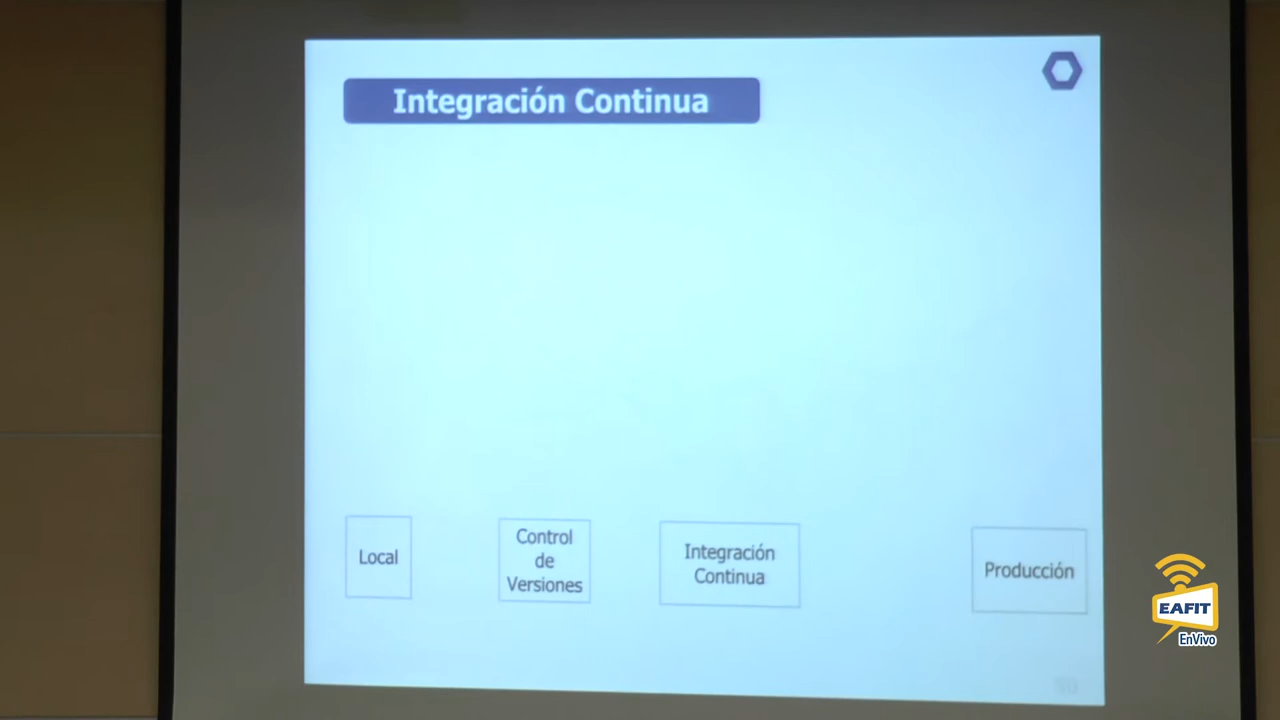 Integración Continua
Local
Control
de
Versiones
Integración
Continua
Producción
EAFIT
EnVivo